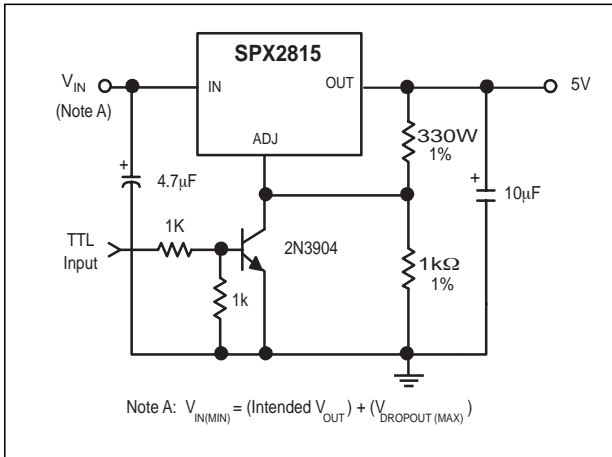 SPX2815
V_IN
IN
OUT
5V
(Note A)
ADJ
330W
1%
+
4.7µF
+
10µF
1K
TTL
Input
2N3904
1kΩ
1%
1k
Note A: V_IN(MIN) = (Intended V_OUT) + (V_DROPOUT (MAX))